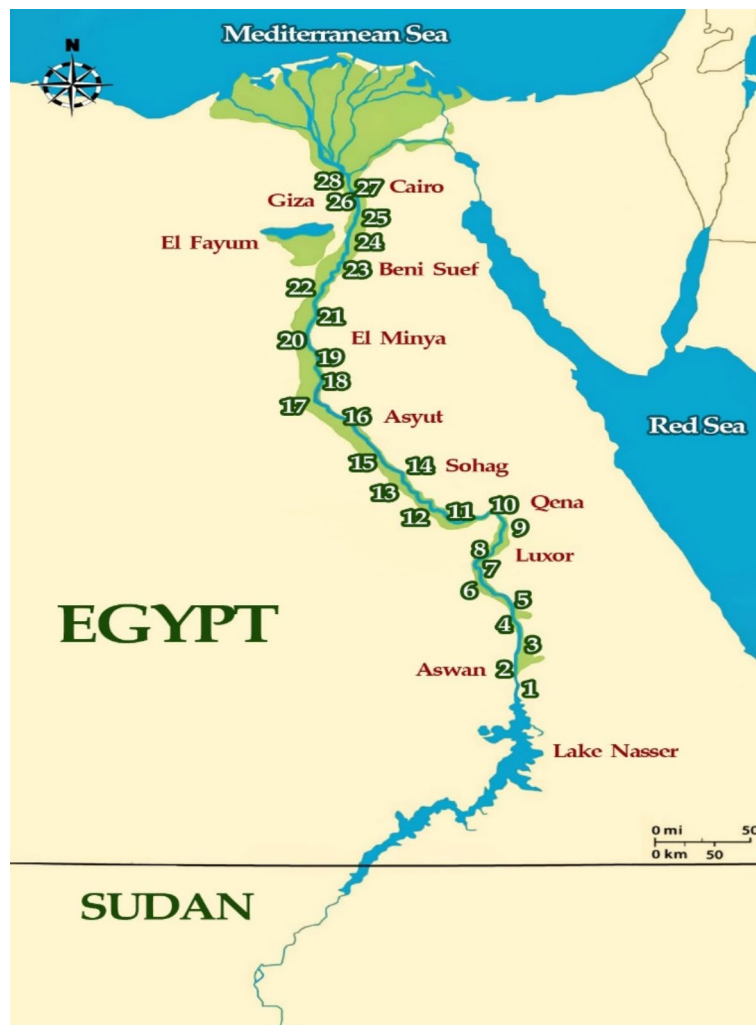 Mediterranean Sea
N
28
27
Cairo
Giza
26
25
El Fayum
24
23
Beni Suef
22
21
20
El Minya
19
18
17
16
Asyut
15
14
Sohag
13
12
11
10
Qena
9
Red Sea
8
Luxor
7
6
5
EGYPT
4
3
Aswan
2
1
Lake Nasser
0 mi 50
0 km 50
SUDAN